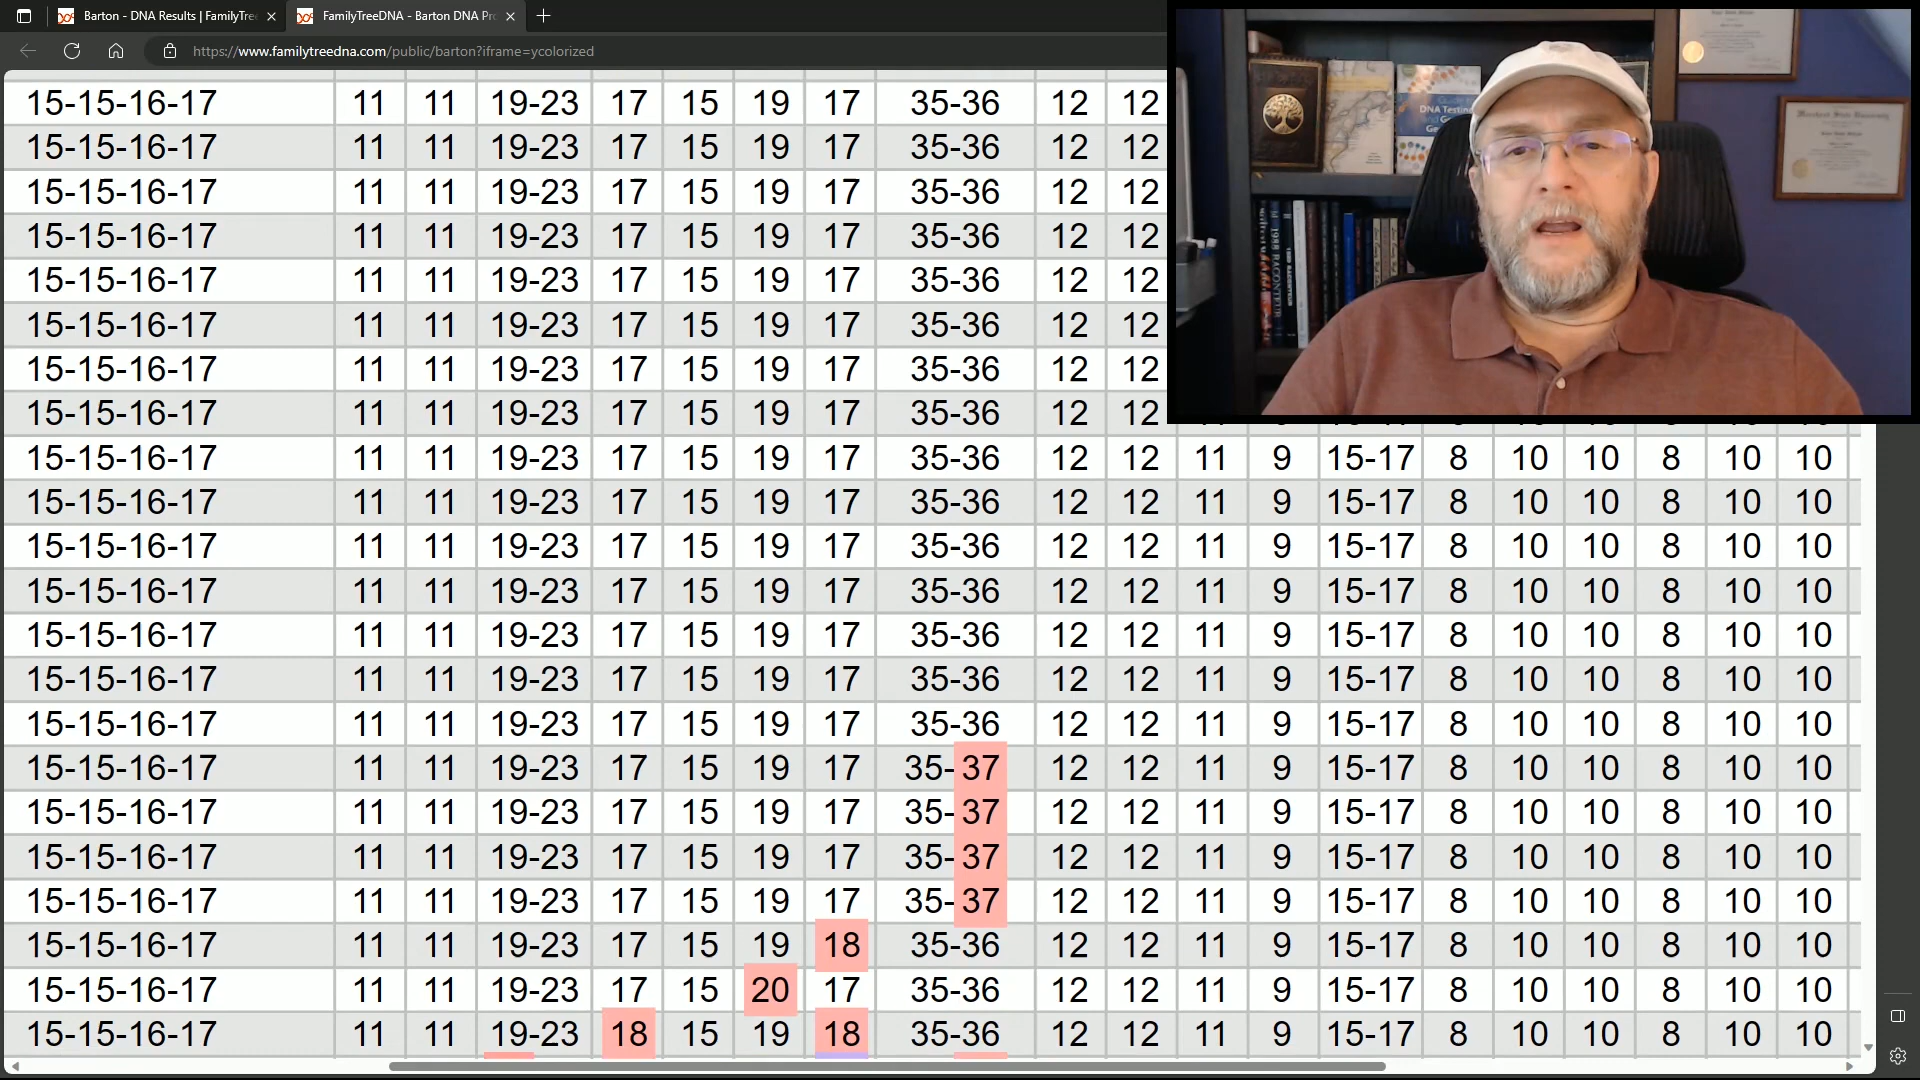 Barton - DNA Results | FamilyTre
FamilyTreeDNA - Barton DNA Pr
https://www.familytreedna.com/public/barton?iframe=ycolorized
15-15-16-17 11 11 19-23 17 15 19 17 35-36 12 12
15-15-16-17 11 11 19-23 17 15 19 17 35-36 12 12
15-15-16-17 11 11 19-23 17 15 19 17 35-36 12 12
15-15-16-17 11 11 19-23 17 15 19 17 35-36 12 12
15-15-16-17 11 11 19-23 17 15 19 17 35-36 12 12
15-15-16-17 11 11 19-23 17 15 19 17 35-36 12 12
15-15-16-17 11 11 19-23 17 15 19 17 35-36 12 12
15-15-16-17 11 11 19-23 17 15 19 17 35-36 12 12
15-15-16-17 11 11 19-23 17 15 19 17 35-36 12 12 11 9 15-17 8 10 10 8 10 10
15-15-16-17 11 11 19-23 17 15 19 17 35-36 12 12 11 9 15-17 8 10 10 8 10 10
15-15-16-17 11 11 19-23 17 15 19 17 35-36 12 12 11 9 15-17 8 10 10 8 10 10
15-15-16-17 11 11 19-23 17 15 19 17 35-36 12 12 11 9 15-17 8 10 10 8 10 10
15-15-16-17 11 11 19-23 17 15 19 17 35-36 12 12 11 9 15-17 8 10 10 8 10 10
15-15-16-17 11 11 19-23 17 15 19 17 35-36 12 12 11 9 15-17 8 10 10 8 10 10
15-15-16-17 11 11 19-23 17 15 19 17 35-36 12 12 11 9 15-17 8 10 10 8 10 10
15-15-16-17 11 11 19-23 17 15 19 17 35-37 12 12 11 9 15-17 8 10 10 8 10 10
15-15-16-17 11 11 19-23 17 15 19 17 35-37 12 12 11 9 15-17 8 10 10 8 10 10
15-15-16-17 11 11 19-23 17 15 19 17 35-37 12 12 11 9 15-17 8 10 10 8 10 10
15-15-16-17 11 11 19-23 17 15 19 17 35-37 12 12 11 9 15-17 8 10 10 8 10 10
15-15-16-17 11 11 19-23 17 15 19 18 35-36 12 12 11 9 15-17 8 10 10 8 10 10
15-15-16-17 11 11 19-23 17 15 20 17 35-36 12 12 11 9 15-17 8 10 10 8 10 10
15-15-16-17 11 11 19-23 18 15 19 18 35-36 12 12 11 9 15-17 8 10 10 8 10 10
DNA Testing
1988 RACONTEUR